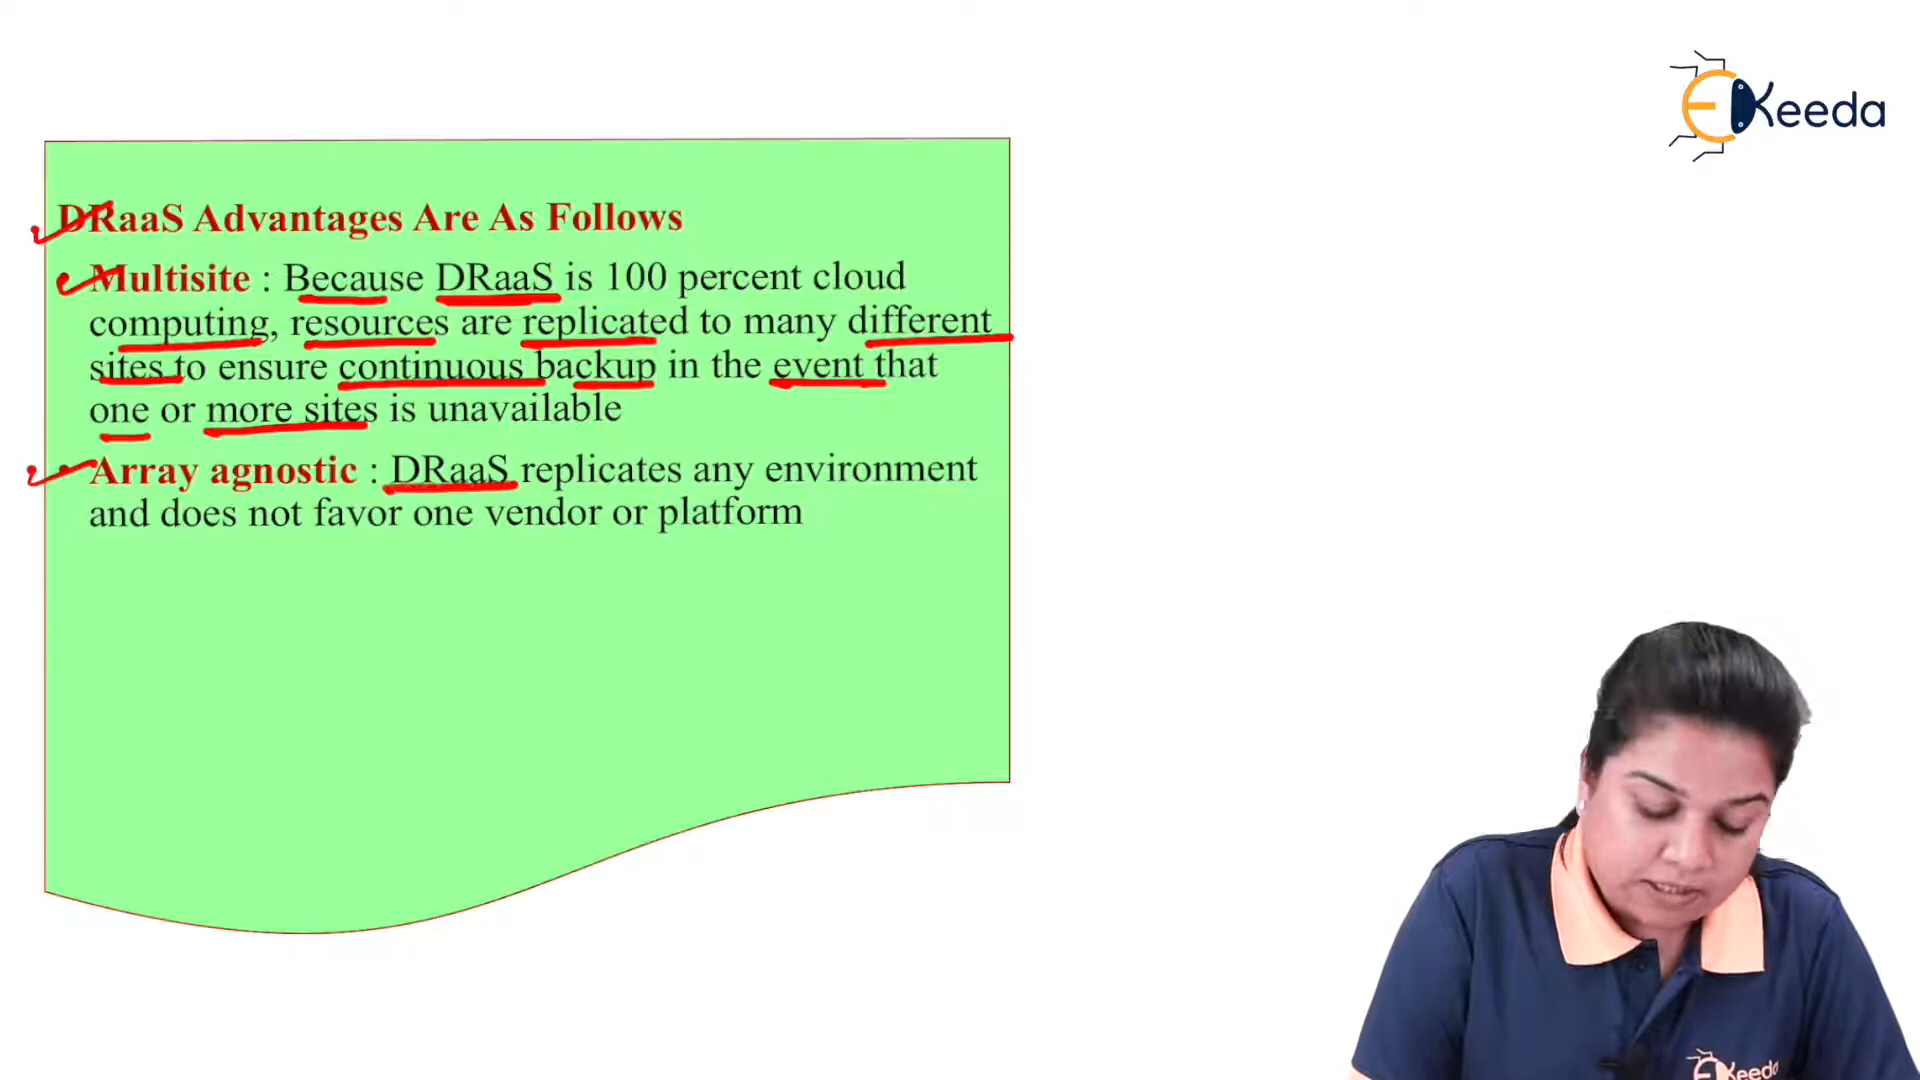 Keeda
DRaaS Advantages Are As Follows
Multisite : Because DRaaS is 100 percent cloud
computing, resources are replicated to many different
sites to ensure continuous backup in the event that
one or more sites is unavailable
Array agnostic : DRaaS replicates any environment
and does not favor one vendor or platform
Keeda